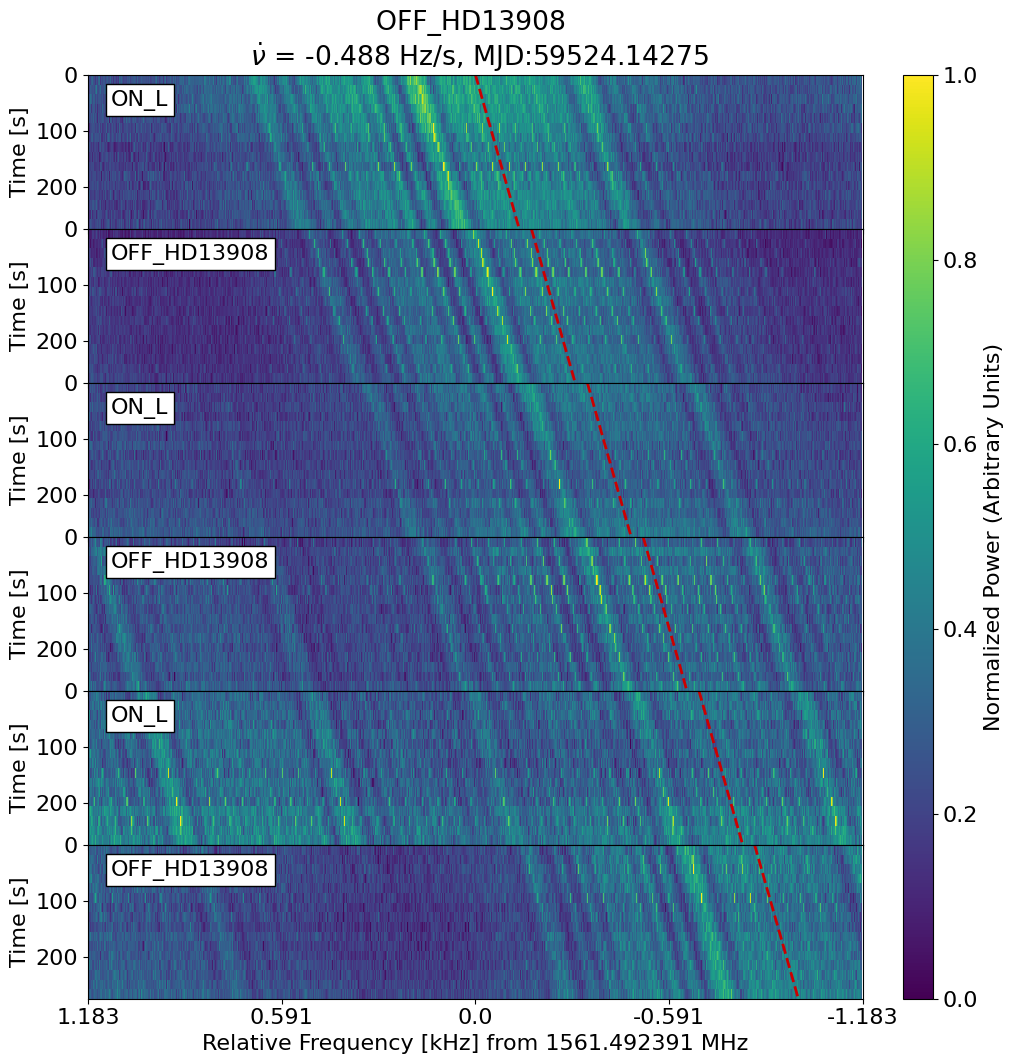 OFF_HD13908
ν̇ = -0.488 Hz/s, MJD:59524.14275
ON_L
OFF_HD13908
ON_L
OFF_HD13908
ON_L
OFF_HD13908
Time [s]
0
100
200
Time [s]
0
100
200
Time [s]
0
100
200
Time [s]
0
100
200
Time [s]
0
100
200
Time [s]
0
100
200
1.183 0.591 0.0 -0.591 -1.183
Relative Frequency [kHz] from 1561.492391 MHz
1.0
0.8
0.6
0.4
0.2
0.0
Normalized Power (Arbitrary Units)